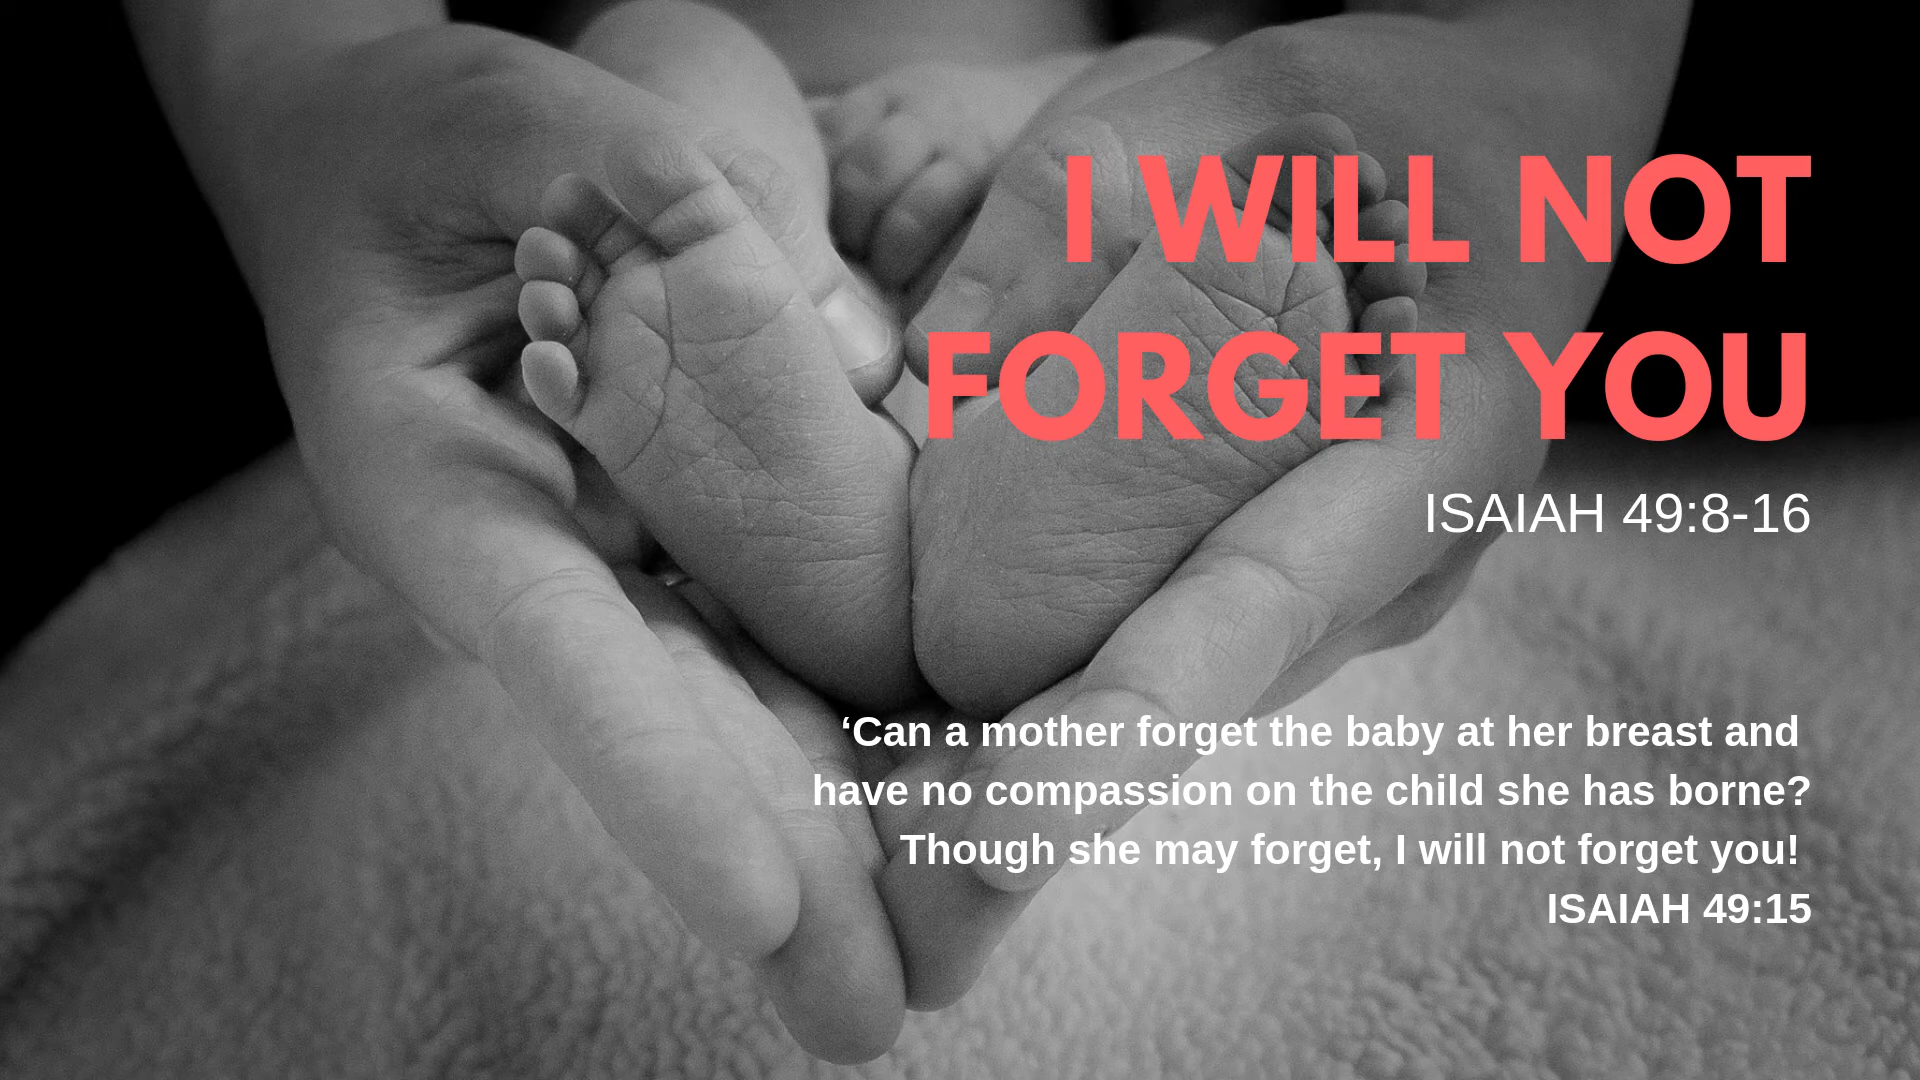 I WILL NOT
FORGET YOU
ISAIAH 49:8-16
‘Can a mother forget the baby at her breast and
have no compassion on the child she has borne?
Though she may forget, I will not forget you!
ISAIAH 49:15